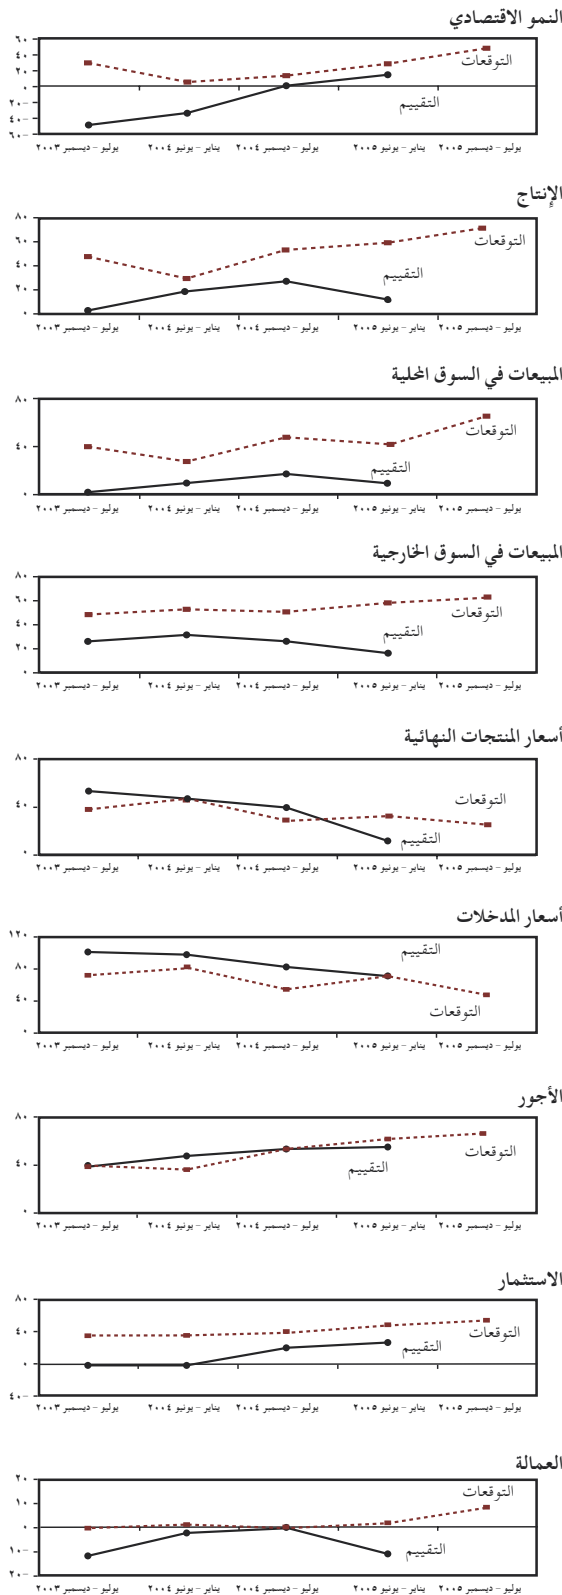 النمو الاقتصادي
٦٠
٤٠
٢٠
٠
٢٠−
٤٠−
٦٠−
التوقعات
التقييم
يوليو - ديسمبر ٢٠٠٣ يناير - يونيو ٢٠٠٤ يوليو - ديسمبر ٢٠٠٤ يناير - يونيو ٢٠٠٥ يوليو - ديسمبر ٢٠٠٥
الإنتاج
٨٠
٦٠
٤٠
٢٠
٠
التوقعات
التقييم
يوليو - ديسمبر ٢٠٠٣ يناير - يونيو ٢٠٠٤ يوليو - ديسمبر ٢٠٠٤ يناير - يونيو ٢٠٠٥ يوليو - ديسمبر ٢٠٠٥
المبيعات في السوق المحلية
٨٠
٤٠
٠
التوقعات
التقييم
يوليو - ديسمبر ٢٠٠٣ يناير - يونيو ٢٠٠٤ يوليو - ديسمبر ٢٠٠٤ يناير - يونيو ٢٠٠٥ يوليو - ديسمبر ٢٠٠٥
المبيعات في السوق الخارجية
٨٠
٦٠
٤٠
٢٠
٠
التوقعات
التقييم
يوليو - ديسمبر ٢٠٠٣ يناير - يونيو ٢٠٠٤ يوليو - ديسمبر ٢٠٠٤ يناير - يونيو ٢٠٠٥ يوليو - ديسمبر ٢٠٠٥
أسعار المنتجات النهائية
٨٠
٤٠
٠
التوقعات
التقييم
يوليو - ديسمبر ٢٠٠٣ يناير - يونيو ٢٠٠٤ يوليو - ديسمبر ٢٠٠٤ يناير - يونيو ٢٠٠٥ يوليو - ديسمبر ٢٠٠٥
أسعار المدخلات
١٢٠
٨٠
٤٠
٠
التقييم
التوقعات
يوليو - ديسمبر ٢٠٠٣ يناير - يونيو ٢٠٠٤ يوليو - ديسمبر ٢٠٠٤ يناير - يونيو ٢٠٠٥ يوليو - ديسمبر ٢٠٠٥
الأجور
٨٠
٤٠
٠
التوقعات
التقييم
يوليو - ديسمبر ٢٠٠٣ يناير - يونيو ٢٠٠٤ يوليو - ديسمبر ٢٠٠٤ يناير - يونيو ٢٠٠٥ يوليو - ديسمبر ٢٠٠٥
الاستثمار
٨٠
٤٠
٠
٤٠−
التوقعات
التقييم
يوليو - ديسمبر ٢٠٠٣ يناير - يونيو ٢٠٠٤ يوليو - ديسمبر ٢٠٠٤ يناير - يونيو ٢٠٠٥ يوليو - ديسمبر ٢٠٠٥
العمالة
٢٠
١٠
٠
١٠−
٢٠−
التوقعات
التقييم
يوليو - ديسمبر ٢٠٠٣ يناير - يونيو ٢٠٠٤ يوليو - ديسمبر ٢٠٠٤ يناير - يونيو ٢٠٠٥ يوليو - ديسمبر ٢٠٠٥